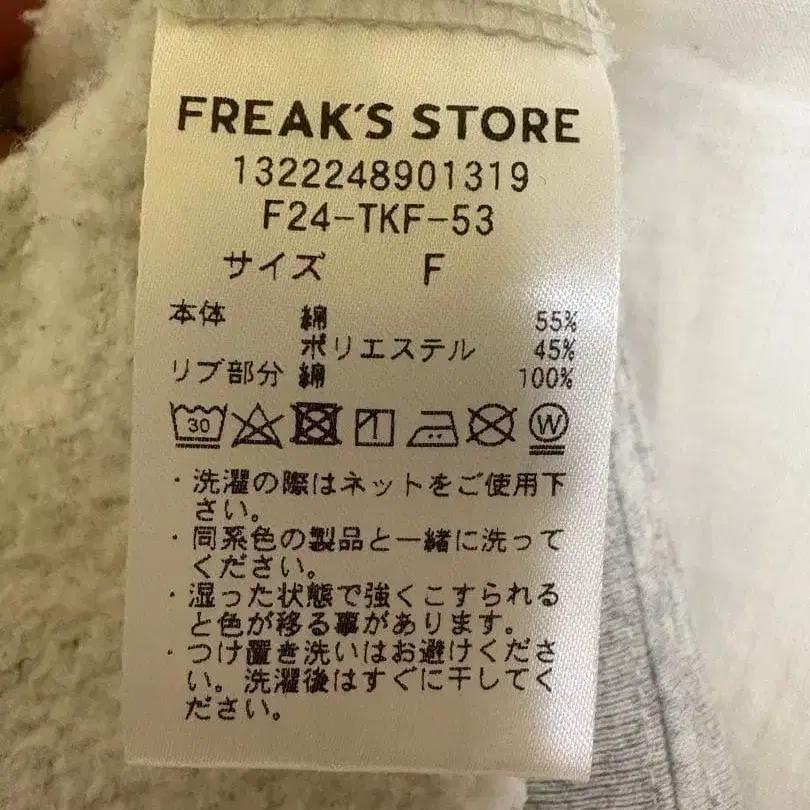 FREAK'S STORE
1322248901319
F24-TKF-53
サイズ F
本体 綿 55%
ポリエステル 45%
リブ部分 綿 100%
30 W
・洗濯の際はネットをご使用下
さい。
・同系色の製品と一緒に洗って
ください。
・湿った状態で強くこすられる
と色が移る事があります。
・つけ置き洗いはお避けくださ
い。洗濯後はすぐに干してく
ださい。